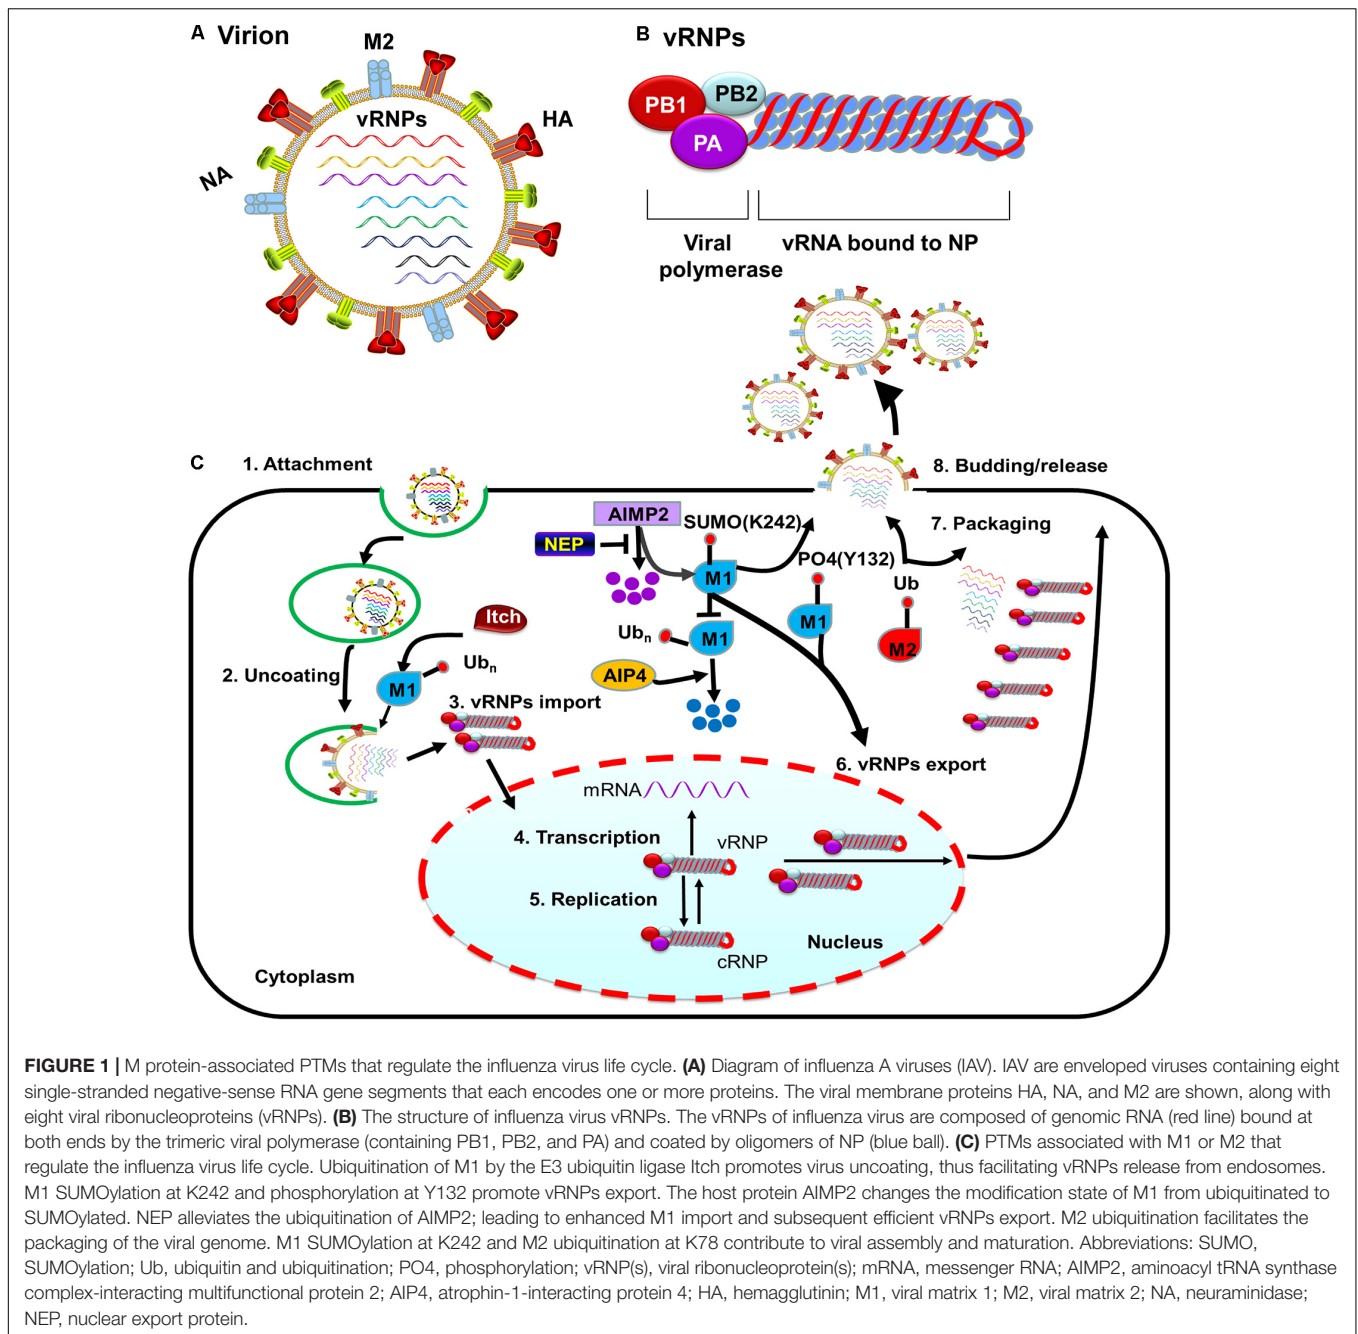 A Virion
M2
vRNPs
HA
NA
B vRNPs
PB1
PB2
PA
Viral
polymerase
vRNA bound to NP
C
1. Attachment
8. Budding/release
AIMP2
SUMO(K242)
7. Packaging
NEP
PO4(Y132)
M1
Ub
Itch
M1
Ubn
M1
M2
2. Uncoating
Ubn
AIP4
M1
3. vRNPs import
6. vRNPs export
mRNA
4. Transcription
vRNP
5. Replication
Nucleus
cRNP
Cytoplasm
FIGURE 1 | M protein-associated PTMs that regulate the influenza virus life cycle. (A) Diagram of influenza A viruses (IAV). IAV are enveloped viruses containing eight
single-stranded negative-sense RNA gene segments that each encodes one or more proteins. The viral membrane proteins HA, NA, and M2 are shown, along with
eight viral ribonucleoproteins (vRNPs). (B) The structure of influenza virus vRNPs. The vRNPs of influenza virus are composed of genomic RNA (red line) bound at
both ends by the trimeric viral polymerase (containing PB1, PB2, and PA) and coated by oligomers of NP (blue ball). (C) PTMs associated with M1 or M2 that
regulate the influenza virus life cycle. Ubiquitination of M1 by the E3 ubiquitin ligase Itch promotes virus uncoating, thus facilitating vRNPs release from endosomes.
M1 SUMOylation at K242 and phosphorylation at Y132 promote vRNPs export. The host protein AIMP2 changes the modification state of M1 from ubiquitinated to
SUMOylated. NEP alleviates the ubiquitination of AIMP2; leading to enhanced M1 import and subsequent efficient vRNPs export. M2 ubiquitination facilitates the
packaging of the viral genome. M1 SUMOylation at K242 and M2 ubiquitination at K78 contribute to viral assembly and maturation. Abbreviations: SUMO,
SUMOylation; Ub, ubiquitin and ubiquitination; PO4, phosphorylation; vRNP(s), viral ribonucleoprotein(s); mRNA, messenger RNA; AIMP2, aminoacyl tRNA synthase
complex-interacting multifunctional protein 2; AIP4, atrophin-1-interacting protein 4; HA, hemagglutinin; M1, viral matrix 1; M2, viral matrix 2; NA, neuraminidase;
NEP, nuclear export protein.